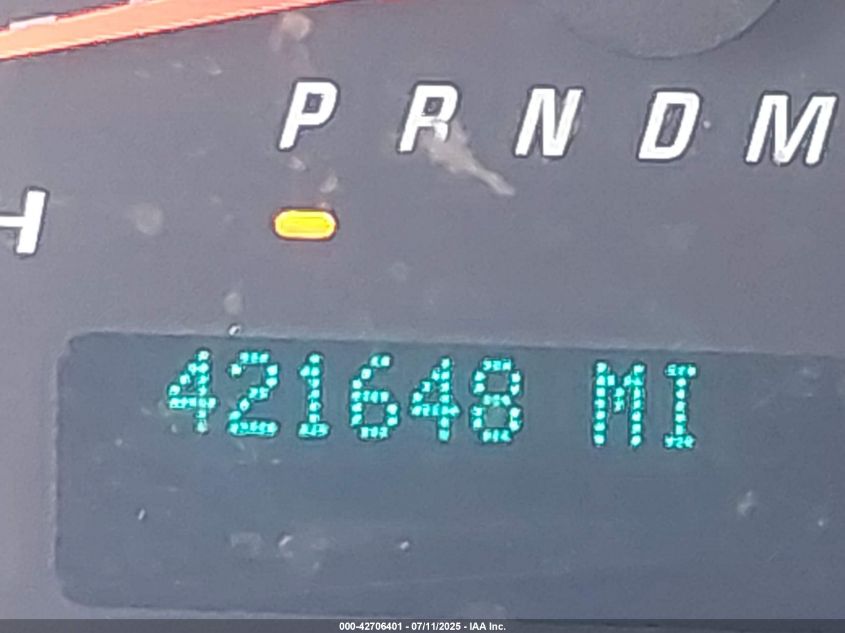 P R N D M
H
421648 MI
000-42706401 - 07/11/2025 - IAA Inc.